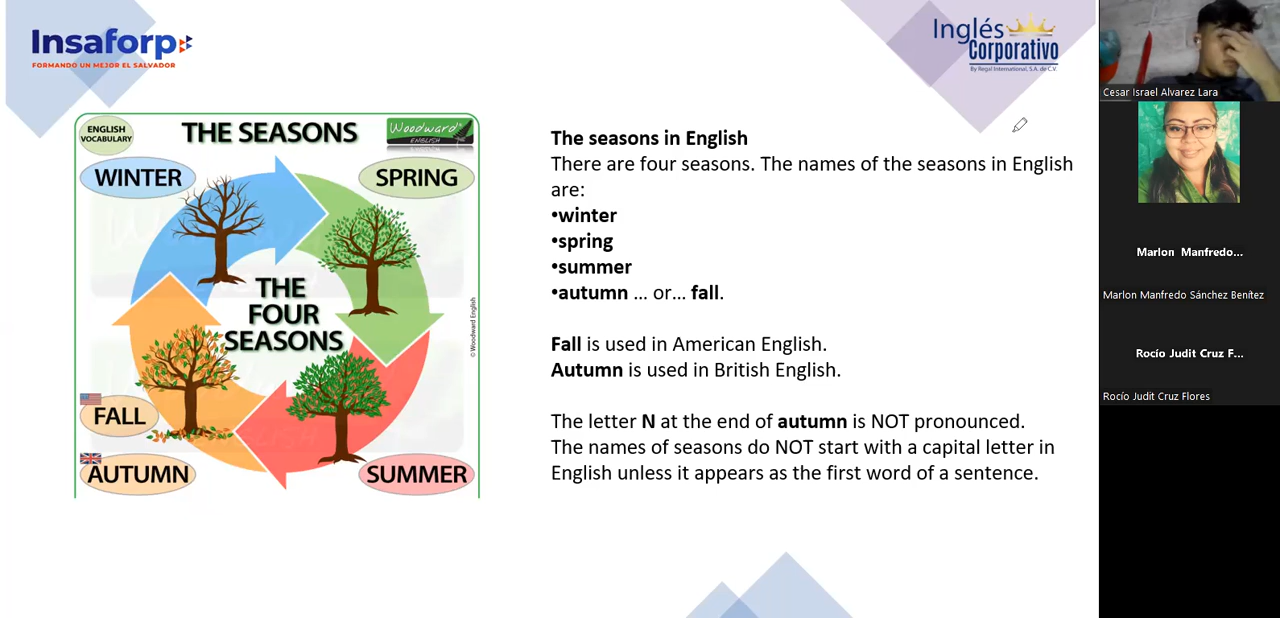 Insaforp
FORMANDO UN MEJOR EL SALVADOR
Inglés
Corporativo
By Regal International, S.A. de C.V.
ENGLISH
VOCABULARY
THE SEASONS
Woodward
ENGLISH
WINTER
SPRING
THE
FOUR
SEASONS
FALL
AUTUMN
SUMMER
© Woodward English
The seasons in English
There are four seasons. The names of the seasons in English
are:
•winter
•spring
•summer
•autumn ... or... fall.
Fall is used in American English.
Autumn is used in British English.
The letter N at the end of autumn is NOT pronounced.
The names of seasons do NOT start with a capital letter in
English unless it appears as the first word of a sentence.
Cesar Israel Alvarez Lara
Marlon Manfredo...
Marlon Manfredo Sánchez Benítez
Rocío Judit Cruz F...
Rocío Judit Cruz Flores